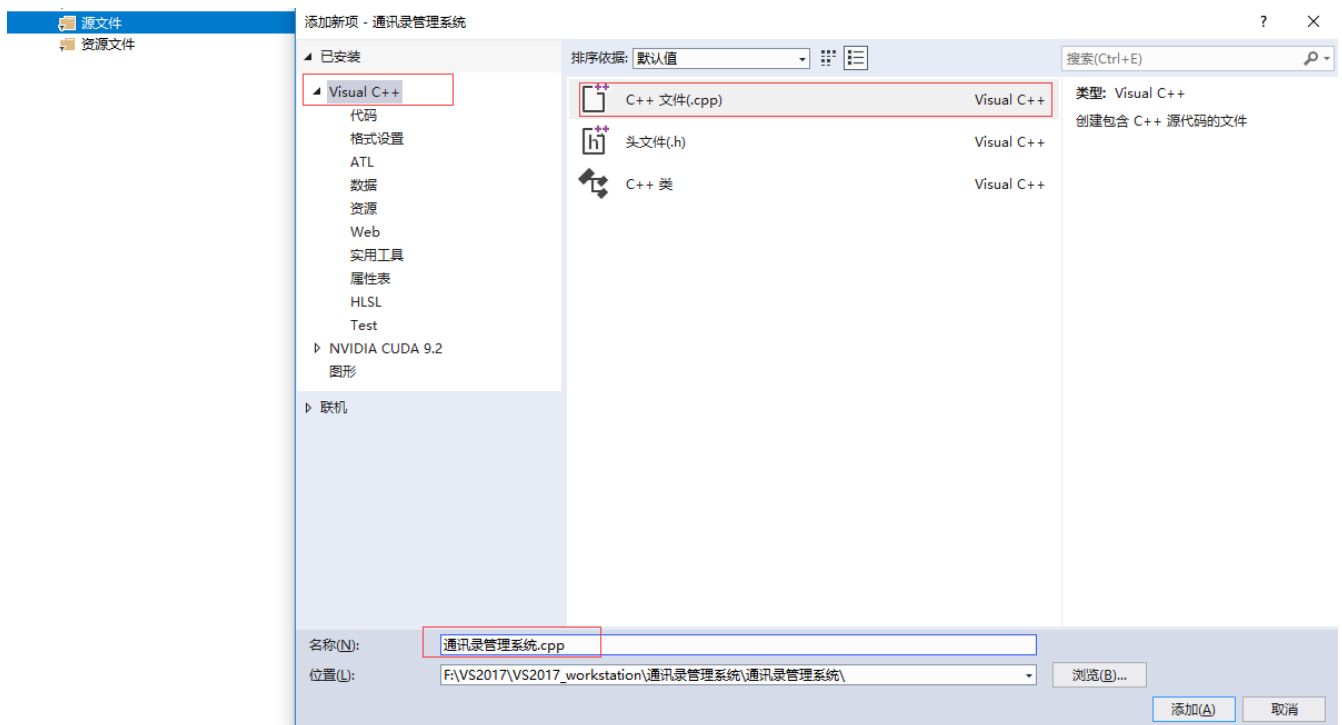 源文件
资源文件
添加新项 - 通讯录管理系统
? ×
已安装
排序依据: 默认值
搜索(Ctrl+E)
Visual C++
代码
格式设置
ATL
数据
资源
Web
实用工具
属性表
HLSL
Test
NVIDIA CUDA 9.2
图形
联机
C++ 文件(.cpp) Visual C++
头文件(.h) Visual C++
C++ 类 Visual C++
类型: Visual C++
创建包含 C++ 源代码的文件
名称(N): 通讯录管理系统.cpp
位置(L): F:\VS2017\VS2017_workstation\通讯录管理系统\通讯录管理系统\
浏览(B)...
添加(A) 取消